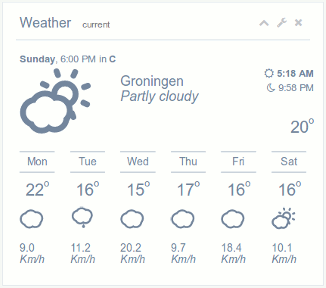 Weather current
Sunday, 6:00 PM in C
Groningen
Partly cloudy
5:18 AM
9:58 PM
20°
Mon Tue Wed Thu Fri Sat
22° 16° 15° 17° 16° 16°
9.0 11.2 20.2 9.7 18.4 10.1
Km/h Km/h Km/h Km/h Km/h Km/h